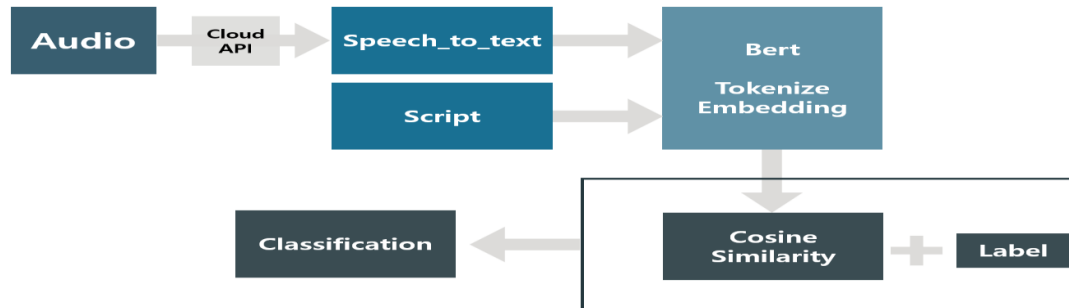 Audio
Cloud
API
Speech_to_text
Script
Bert
Tokenize
Embedding
Classification
Cosine
Similarity
Label